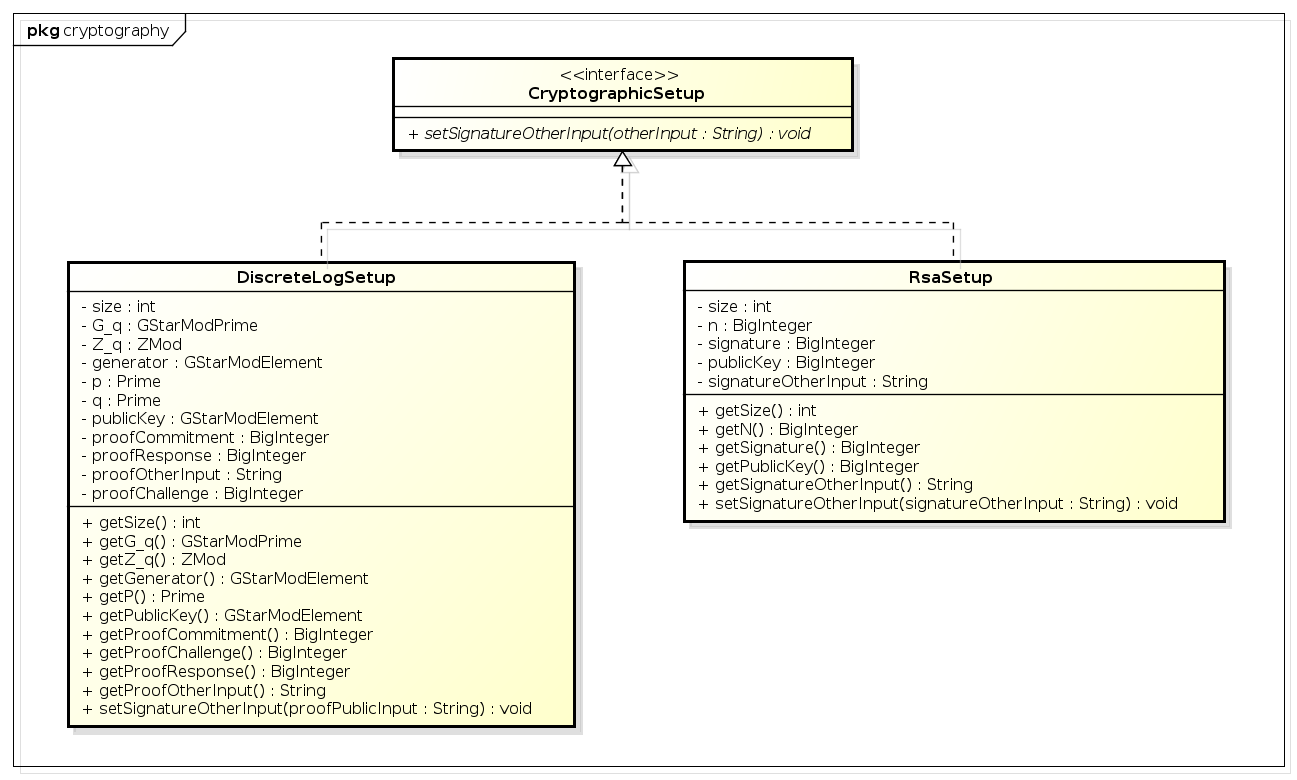 pkg cryptography
<<interface>>
CryptographicSetup
+ setSignatureOtherInput(otherInput : String) : void
DiscreteLogSetup
- size : int
- G_q : GStarModPrime
- Z_q : ZMod
- generator : GStarModElement
- p : Prime
- q : Prime
- publicKey : GStarModElement
- proofCommitment : BigInteger
- proofResponse : BigInteger
- proofOtherInput : String
- proofChallenge : BigInteger
+ getSize() : int
+ getG_q() : GStarModPrime
+ getZ_q() : ZMod
+ getGenerator() : GStarModElement
+ getP() : Prime
+ getPublicKey() : GStarModElement
+ getProofCommitment() : BigInteger
+ getProofChallenge() : BigInteger
+ getProofResponse() : BigInteger
+ getProofOtherInput() : String
+ setSignatureOtherInput(proofPublicInput : String) : void
RsaSetup
- size : int
- n : BigInteger
- signature : BigInteger
- publicKey : BigInteger
- signatureOtherInput : String
+ getSize() : int
+ getN() : BigInteger
+ getSignature() : BigInteger
+ getPublicKey() : BigInteger
+ getSignatureOtherInput() : String
+ setSignatureOtherInput(signatureOtherInput : String) : void